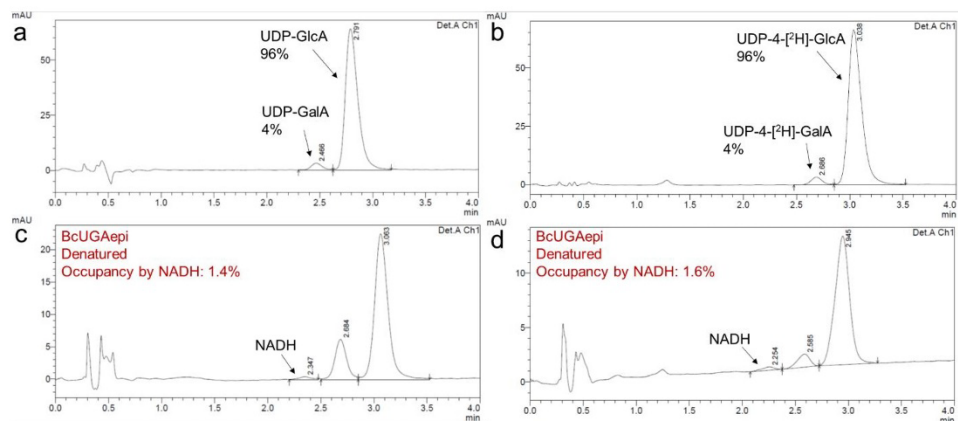 mAU
Det.A Ch1
a
2.791
UDP-GlcA
96%
UDP-GalA
4%
2.466
50
25
0
0.0 0.5 1.0 1.5 2.0 2.5 3.0 3.5 4.0
min
mAU
Det.A Ch1
b
3.038
UDP-4-[²H]-GlcA
96%
UDP-4-[²H]-GalA
4%
2.686
50
25
0
0.0 0.5 1.0 1.5 2.0 2.5 3.0 3.5 4.0
min
mAU
Det.A Ch1
c
BcUGAepi
Denatured
Occupancy by NADH: 1.4%
3.063
NADH
2.684
2.347
20
15
10
5
0
0.0 0.5 1.0 1.5 2.0 2.5 3.0 3.5 4.0
min
mAU
Det.A Ch1
d
BcUGAepi
Denatured
Occupancy by NADH: 1.6%
2.945
NADH
2.585
2.254
10
5
0
0.0 0.5 1.0 1.5 2.0 2.5 3.0 3.5 4.0
min